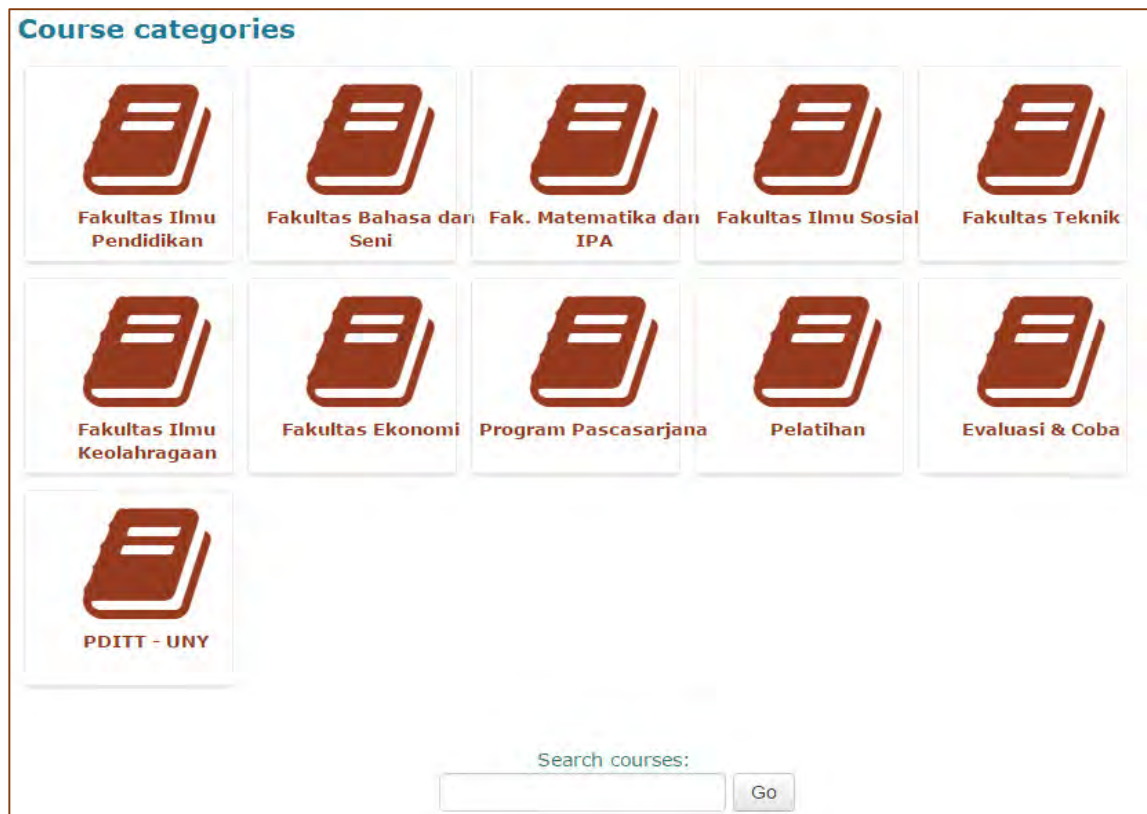 Course categories
Fakultas Ilmu
Pendidikan
Fakultas Bahasa dan
Seni
Fak. Matematika dan
IPA
Fakultas Ilmu Sosial
Fakultas Teknik
Fakultas Ilmu
Keolahragaan
Fakultas Ekonomi
Program Pascasarjana
Pelatihan
Evaluasi & Coba
PDITT - UNY
Search courses:
Go